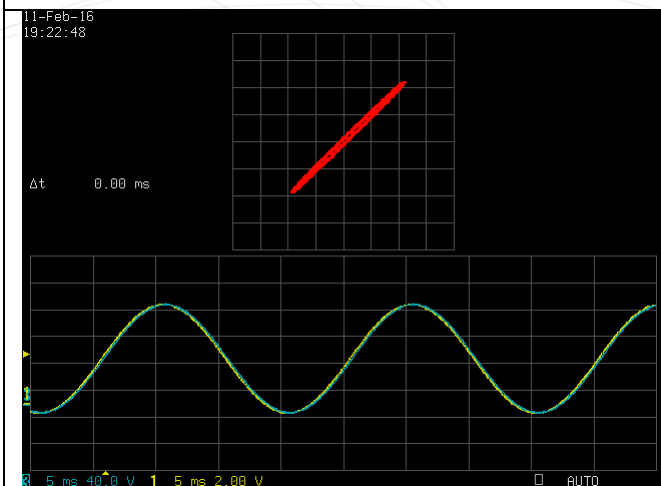 11-Feb-16
19:22:48
Δt 0.00 ms
5 ms 40.0 V 1 5 ms 2.00 V
AUTO